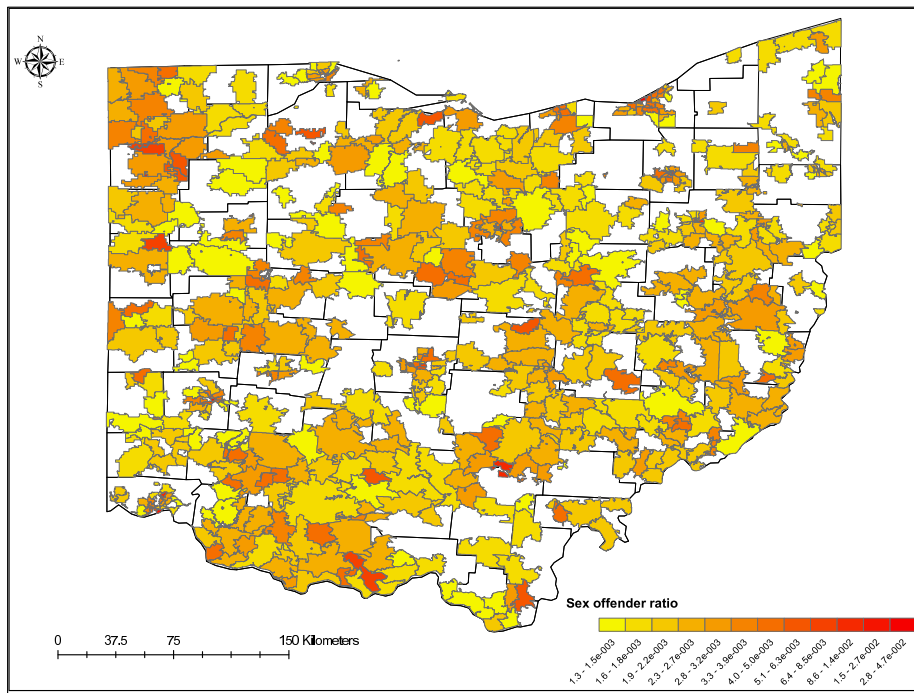 N
W E
S
Sex offender ratio
0 37.5 75 150 Kilometers
1.3 - 1.5e-003
1.6 - 1.8e-003
1.9 - 2.2e-003
2.3 - 2.7e-003
2.8 - 3.2e-003
3.3 - 3.9e-003
4.0 - 5.0e-003
5.1 - 6.3e-003
6.4 - 8.5e-003
8.6 - 1.4e-002
1.5 - 2.7e-002
2.8 - 4.7e-002